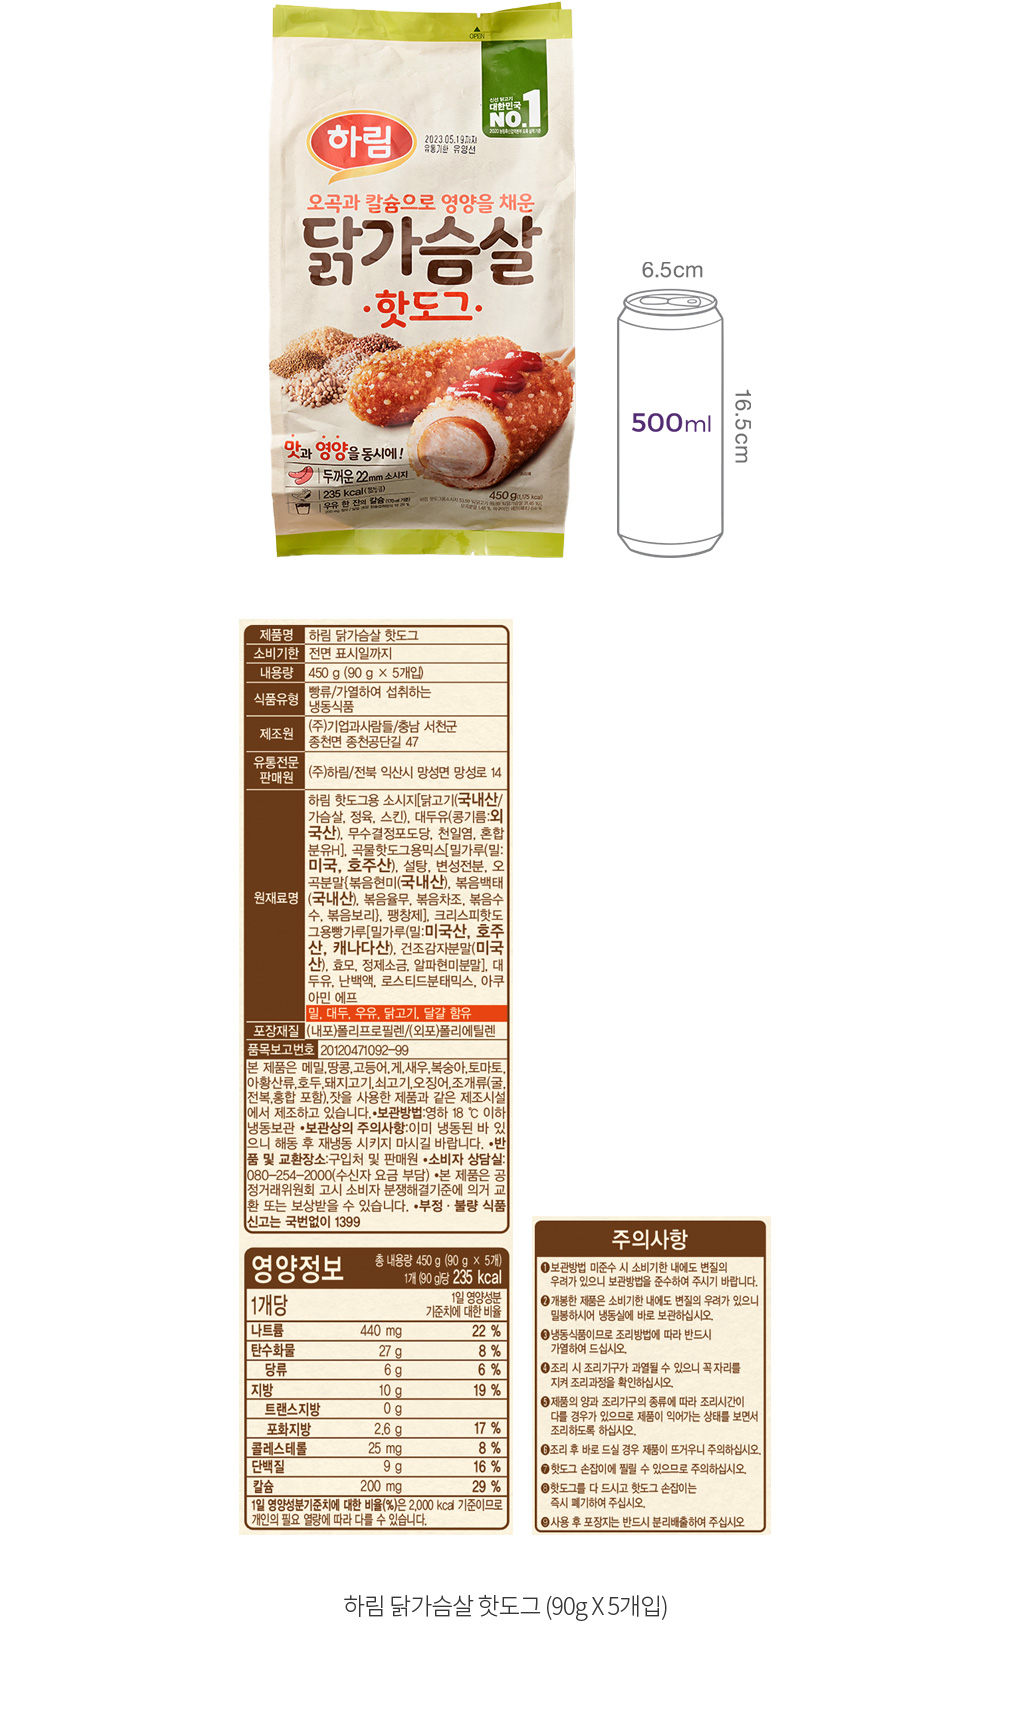 OPEN
신선 닭고기
대한민국
NO.1
하림
2023.05.19까지
유통기한 유영선
오곡과 칼슘으로 영양을 채운
닭가슴살
·핫도그·
맛과 영양을 동시에!
두꺼운 22mm 소시지
235 kcal
우유 한 잔의 칼슘
450 g(1,175 kcal)
6.5cm
500ml
16.5cm
제품명 하림 닭가슴살 핫도그
소비기한 전면 표시일까지
내용량 450 g (90 g × 5개입)
식품유형 빵류/가열하여 섭취하는
냉동식품
제조원 (주)기업과사람들/충남 서천군
종천면 종천공단길 47
유통전문
판매원 (주)하림/전북 익산시 망성면 망성로 14
원재료명
하림 핫도그용 소시지[닭고기(국내산/
가슴살, 정육, 스킨), 대두유(콩기름:외
국산), 무수결정포도당, 천일염, 혼합
분유H], 곡물핫도그용믹스[밀가루(밀:
미국, 호주산), 설탕, 변성전분, 오
곡분말{볶음현미(국내산), 볶음백태
(국내산), 볶음율무, 볶음차조, 볶음수
수, 볶음보리}, 팽창제], 크리스피핫도
그용빵가루[밀가루(밀:미국산, 호주
산, 캐나다산), 건조감자분말(미국
산), 효모, 정제소금, 알파현미분말], 대
두유, 난백액, 로스티드분태믹스, 아쿠
아민 에프
밀, 대두, 우유, 닭고기, 달걀 함유
포장재질 (내포)폴리프로필렌/(외포)폴리에틸렌
품목보고번호 20120471092-99
본 제품은 메밀,땅콩,고등어,게,새우,복숭아,토마토,
아황산류,호두,돼지고기,쇠고기,오징어,조개류(굴,
전복,홍합 포함),잣을 사용한 제품과 같은 제조시설
에서 제조하고 있습니다.•보관방법:영하 18 ℃ 이하
냉동보관 •보관상의 주의사항:이미 냉동된 바 있
으니 해동 후 재냉동 시키지 마시길 바랍니다. •반
품 및 교환장소:구입처 및 판매원 •소비자 상담실:
080-254-2000(수신자 요금 부담) •본 제품은 공
정거래위원회 고시 소비자 분쟁해결기준에 의거 교
환 또는 보상받을 수 있습니다. •부정·불량 식품
신고는 국번없이 1399
영양정보
총 내용량 450 g (90 g × 5개)
1개 (90 g)당 235 kcal
1개당
1일 영양성분
기준치에 대한 비율
나트륨 440 mg 22 %
탄수화물 27 g 8 %
당류 6 g 6 %
지방 10 g 19 %
트랜스지방 0 g
포화지방 2.6 g 17 %
콜레스테롤 25 mg 8 %
단백질 9 g 16 %
칼슘 200 mg 29 %
1일 영양성분기준치에 대한 비율(%)은 2,000 kcal 기준이므로
개인의 필요 열량에 따라 다를 수 있습니다.
주의사항
❶보관방법 미준수 시 소비기한 내에도 변질의
우려가 있으니 보관방법을 준수하여 주시기 바랍니다.
❷개봉한 제품은 소비기한 내에도 변질의 우려가 있으니
밀봉하시어 냉동실에 바로 보관하십시오.
❸냉동식품이므로 조리방법에 따라 반드시
가열하여 드십시오.
❹조리 시 조리기구가 과열될 수 있으니 꼭 자리를
지켜 조리과정을 확인하십시오.
❺제품의 양과 조리기구의 종류에 따라 조리시간이
다를 경우가 있으므로 제품이 익어가는 상태를 보면서
조리하도록 하십시오.
❻조리 후 바로 드실 경우 제품이 뜨거우니 주의하십시오.
❼핫도그 손잡이에 찔릴 수 있으므로 주의하십시오.
❽핫도그를 다 드시고 핫도그 손잡이는
즉시 폐기하여 주십시오.
❾사용 후 포장지는 반드시 분리배출하여 주십시오
하림 닭가슴살 핫도그 (90g X 5개입)